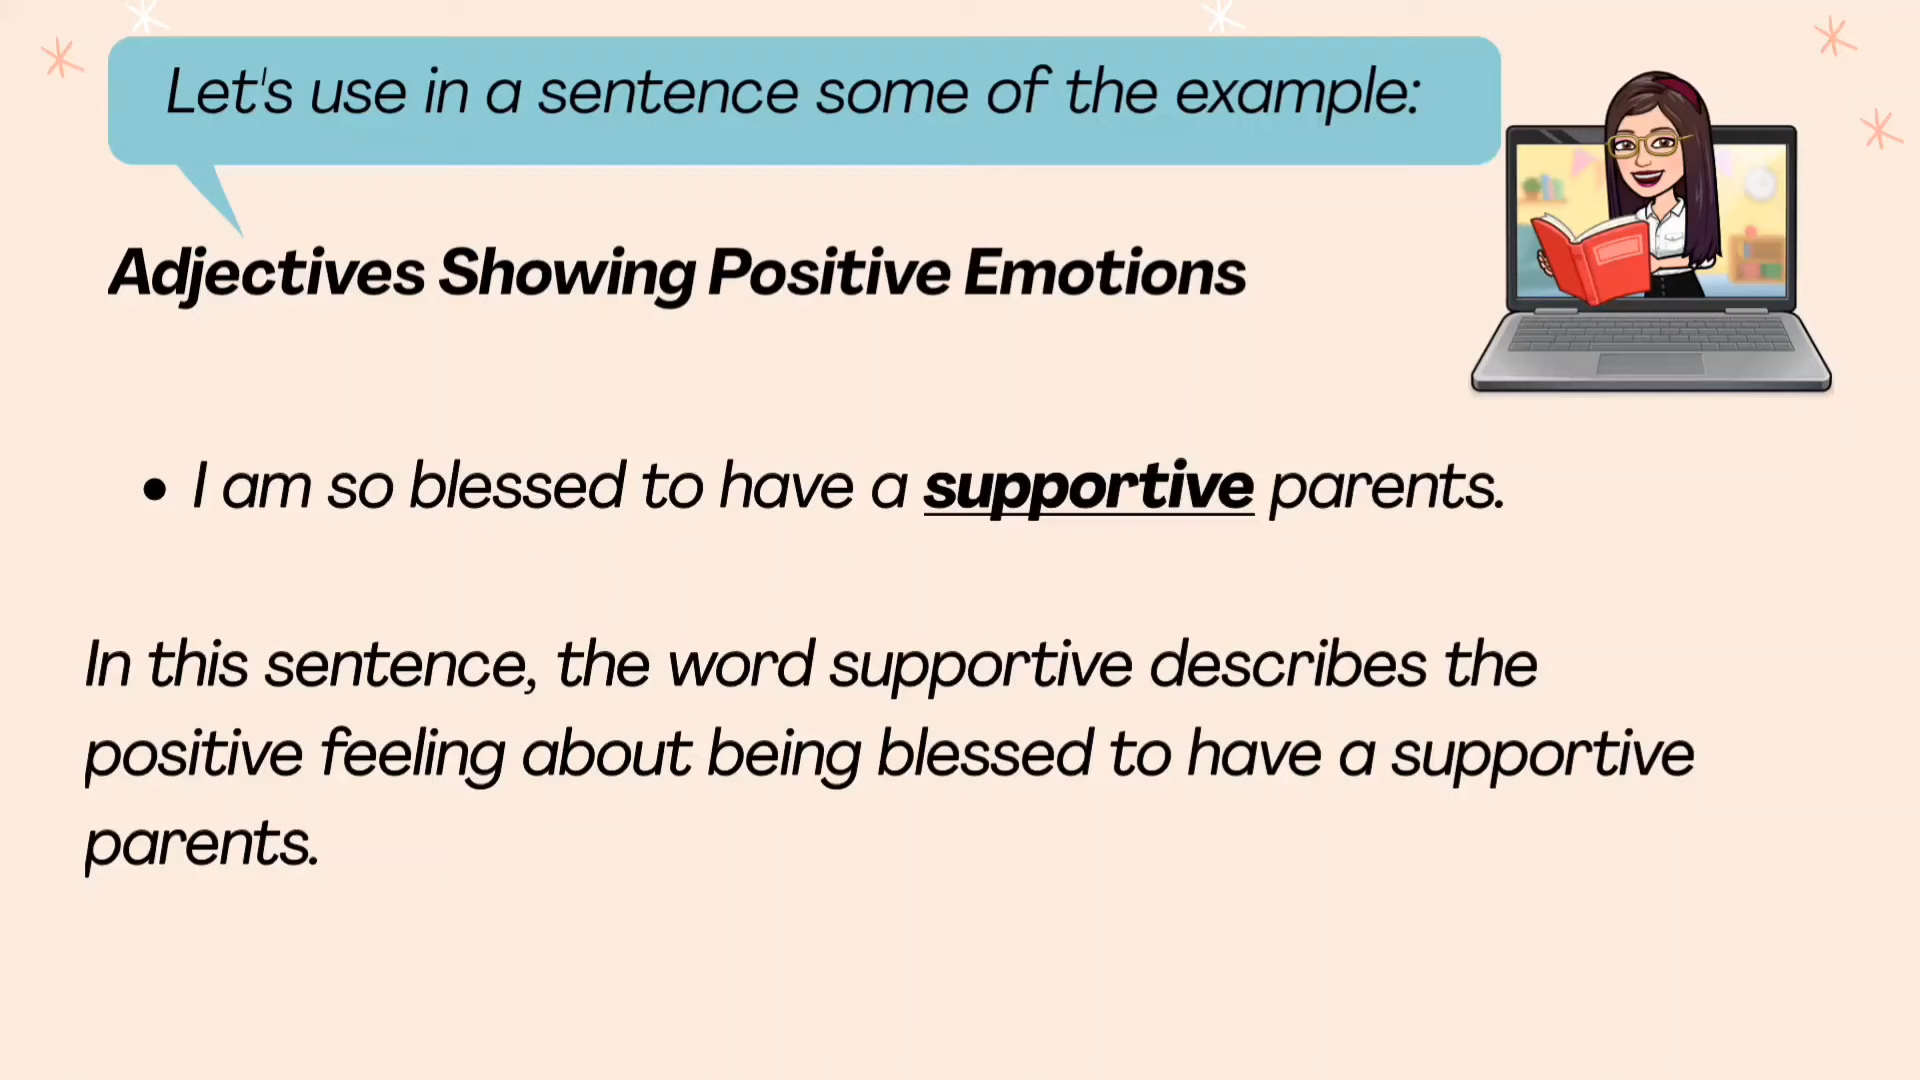 Let's use in a sentence some of the example:
Adjectives Showing Positive Emotions
• I am so blessed to have a supportive parents.
In this sentence, the word supportive describes the
positive feeling about being blessed to have a supportive
parents.